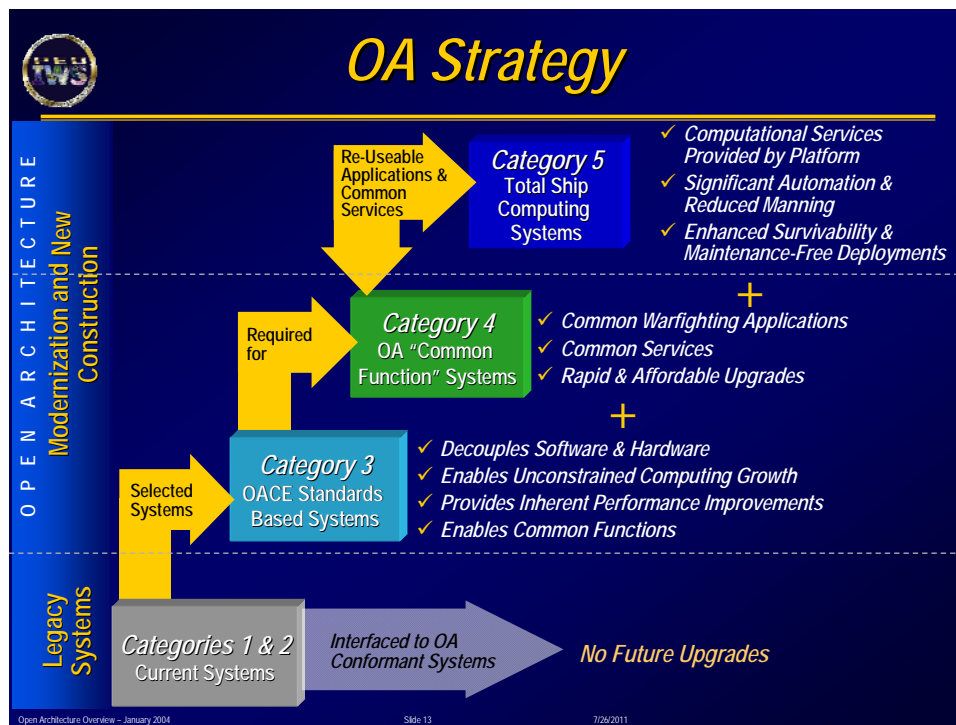 OA Strategy
IWS
OPEN ARCHITECTURE
Modernization and New
Construction
Re-Useable
Applications &
Common
Services
Category 5
Total Ship
Computing
Systems
✓ Computational Services
Provided by Platform
✓ Significant Automation &
Reduced Manning
✓ Enhanced Survivability &
Maintenance-Free Deployments
+
Required
for
Category 4
OA “Common
Function” Systems
✓ Common Warfighting Applications
✓ Common Services
✓ Rapid & Affordable Upgrades
+
Selected
Systems
Category 3
OACE Standards
Based Systems
✓ Decouples Software & Hardware
✓ Enables Unconstrained Computing Growth
✓ Provides Inherent Performance Improvements
✓ Enables Common Functions
Legacy
Systems
Categories 1 & 2
Current Systems
Interfaced to OA
Conformant Systems
No Future Upgrades
Open Architecture Overview – January 2004
Slide 13
7/26/2011